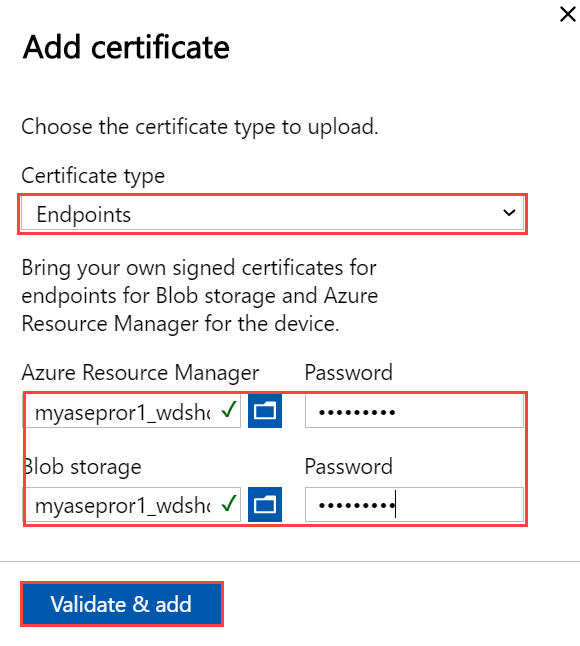 Add certificate
Choose the certificate type to upload.
Certificate type
Endpoints
Bring your own signed certificates for
endpoints for Blob storage and Azure
Resource Manager for the device.
Azure Resource Manager Password
myasepror1_wdsh •••••••••
Blob storage Password
myasepror1_wdsh •••••••••
Validate & add